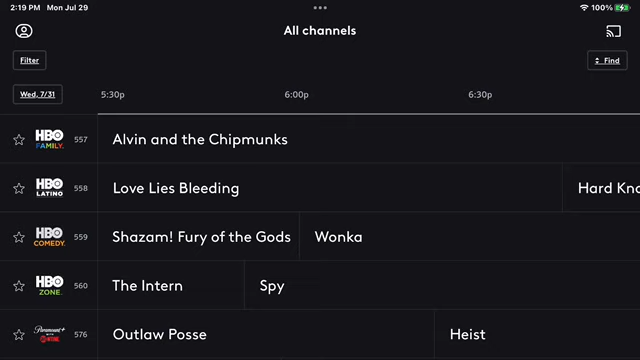 2:19 PM Mon Jul 29
100%
All channels
Filter
Find
Wed, 7/31
5:30p 6:00p 6:30p
HBO FAMILY. 557 Alvin and the Chipmunks
HBO LATINO 558 Love Lies Bleeding Hard Kno
HBO COMEDY. 559 Shazam! Fury of the Gods Wonka
HBO ZONE. 560 The Intern Spy
Paramount+ WITH SHOWTIME 576 Outlaw Posse Heist